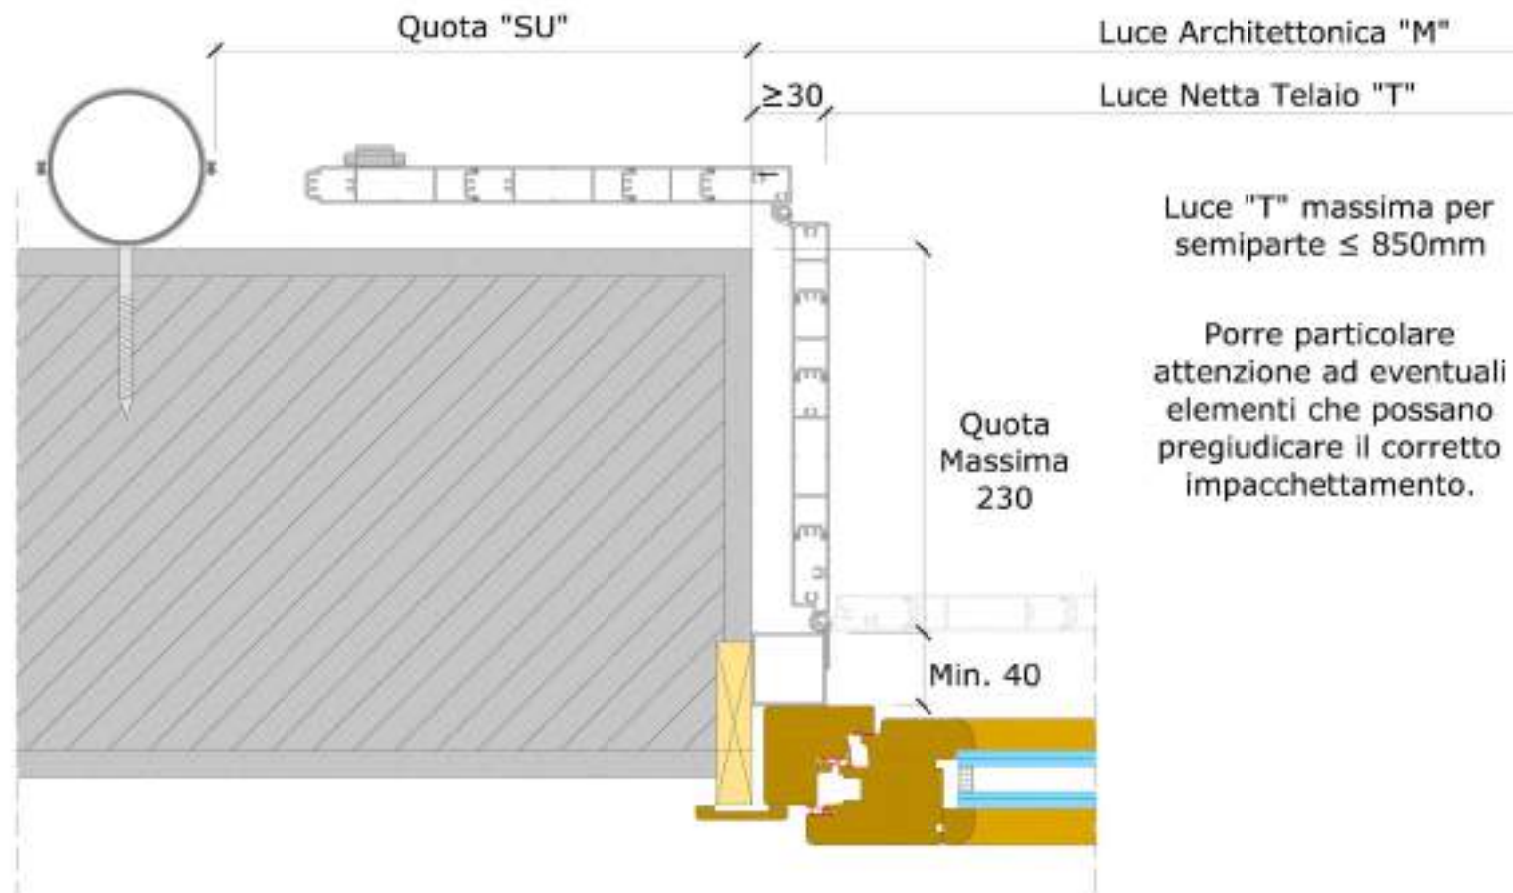 Quota "SU"
Luce Architettonica "M"
≥30
Luce Netta Telaio "T"
Luce "T" massima per
semiparte ≤ 850mm
Porre particolare
attenzione ad eventuali
elementi che possano
pregiudicare il corretto
impacchettamento.
Quota
Massima
230
Min. 40